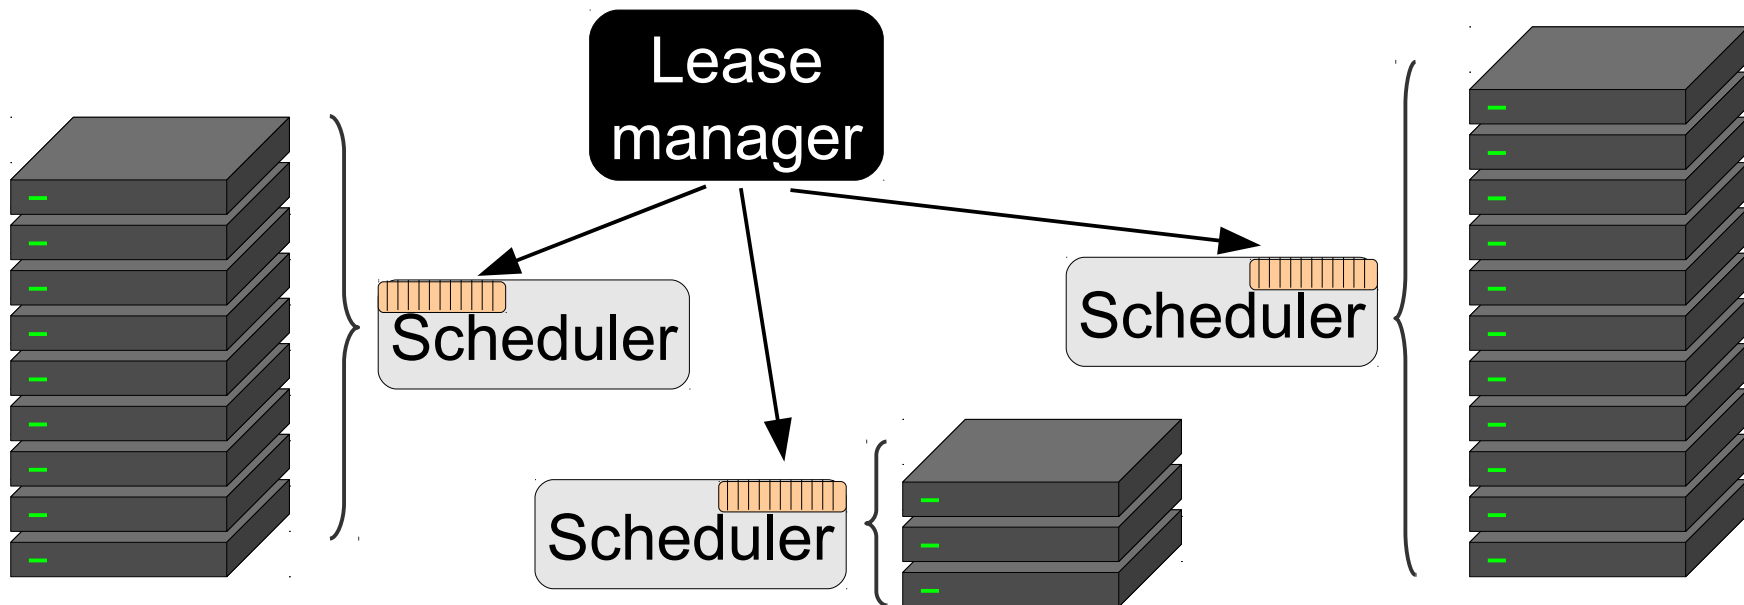 Lease
manager
Scheduler
Scheduler
Scheduler